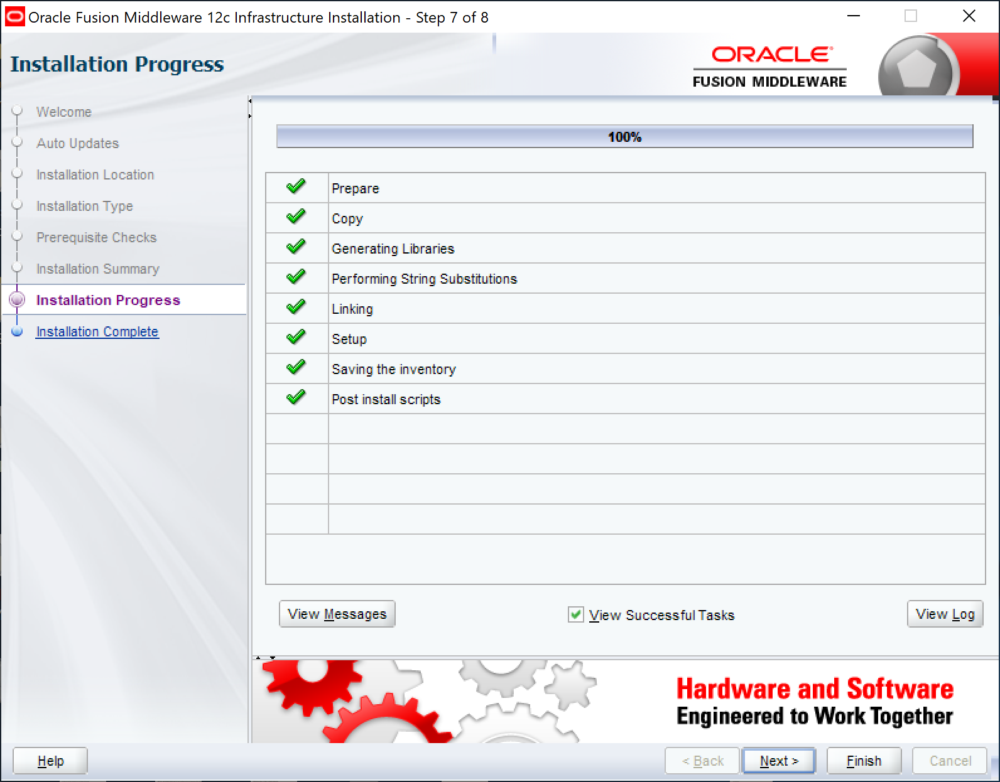 Oracle Fusion Middleware 12c Infrastructure Installation - Step 7 of 8
Installation Progress
ORACLE
FUSION MIDDLEWARE
Welcome
Auto Updates
Installation Location
Installation Type
Prerequisite Checks
Installation Summary
Installation Progress
Installation Complete
100%
Prepare
Copy
Generating Libraries
Performing String Substitutions
Linking
Setup
Saving the inventory
Post install scripts
View Messages
View Successful Tasks
View Log
Hardware and Software
Engineered to Work Together
Help
< Back
Next >
Finish
Cancel